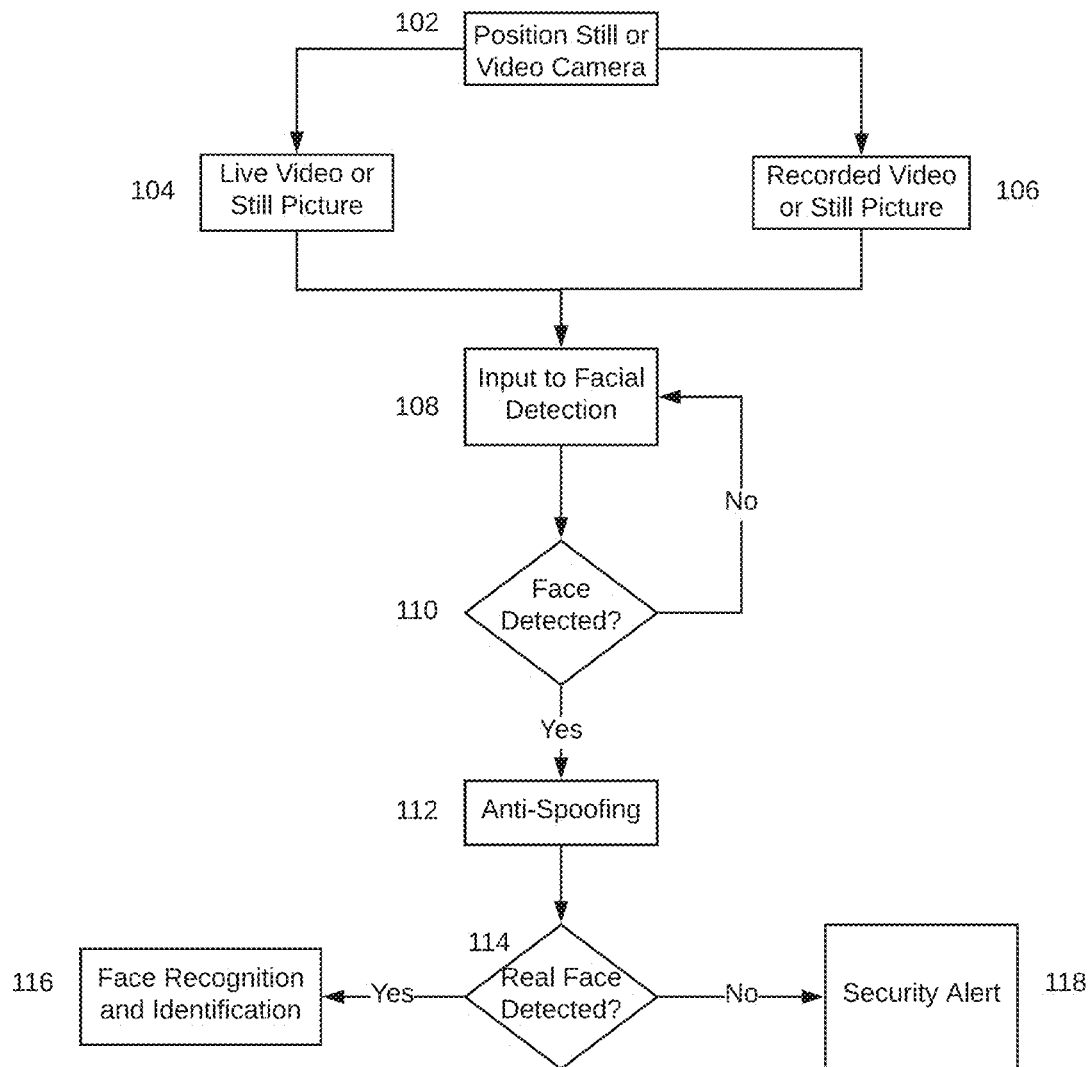 102
Position Still or
Video Camera
104
Live Video or
Still Picture
Recorded Video
or Still Picture
106
108
Input to Facial
Detection
No
110
Face
Detected?
Yes
112
Anti-Spoofing
114
116
Face Recognition
and Identification
Yes
Real Face
Detected?
No
Security Alert
118